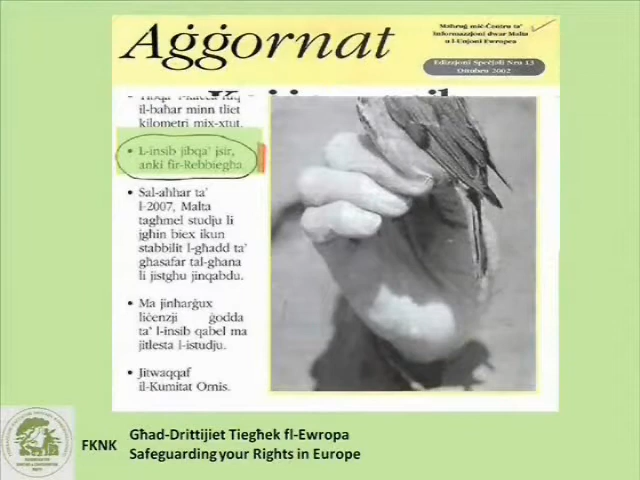 Aġġornat
Maħruġ miċ-Ċentru ta'
Informazzjoni dwar Malta
u l-Unjoni Ewropea
Edizzjoni Speċjali Nru 13
Ottubru 2002
il-baħar minn tliet
kilometri mix-xtut.
• L-insib jibqa' jsir,
anki fir-Rebbiegħa
• Sal-aħħar ta'
l-2007, Malta
tagħmel studju li
jgħin biex ikun
stabbilit l-għadd ta'
għasafar tal-għana
li jistgħu jinqabdu.
• Ma jinħarġux
liċenzji ġodda
ta' l-insib qabel ma
jitlesta l-istudju.
• Jitwaqqaf
il-Kumitat Ornis.
FKNK
Għad-Drittijiet Tiegħek fl-Ewropa
Safeguarding your Rights in Europe